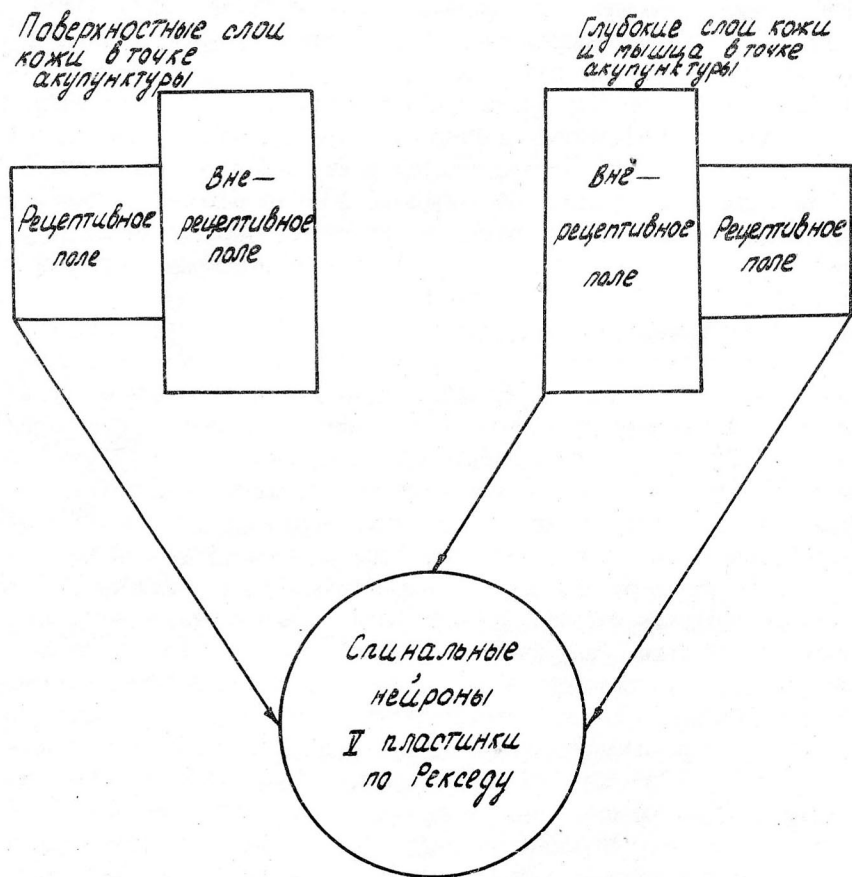 Поверхностные слои
кожи в точке
акупунктуры
Глубокие слои кожи
и мышца в точке
акупунктуры
Рецептивное
поле
Вне—
рецептивное
поле
Внё—
рецептивное
поле
Рецептивное
поле
Спинальные
нейроны
V пластинки
по Рекседу